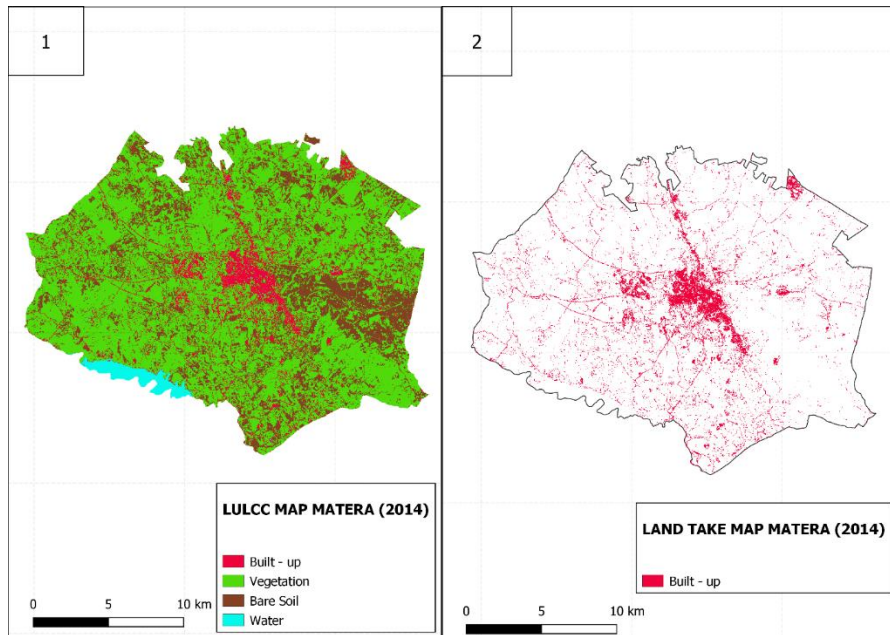 1
LULCC MAP MATERA (2014)
Built - up
Vegetation
Bare Soil
Water
0 5 10 km
2
LAND TAKE MAP MATERA (2014)
Built - up
0 5 10 km